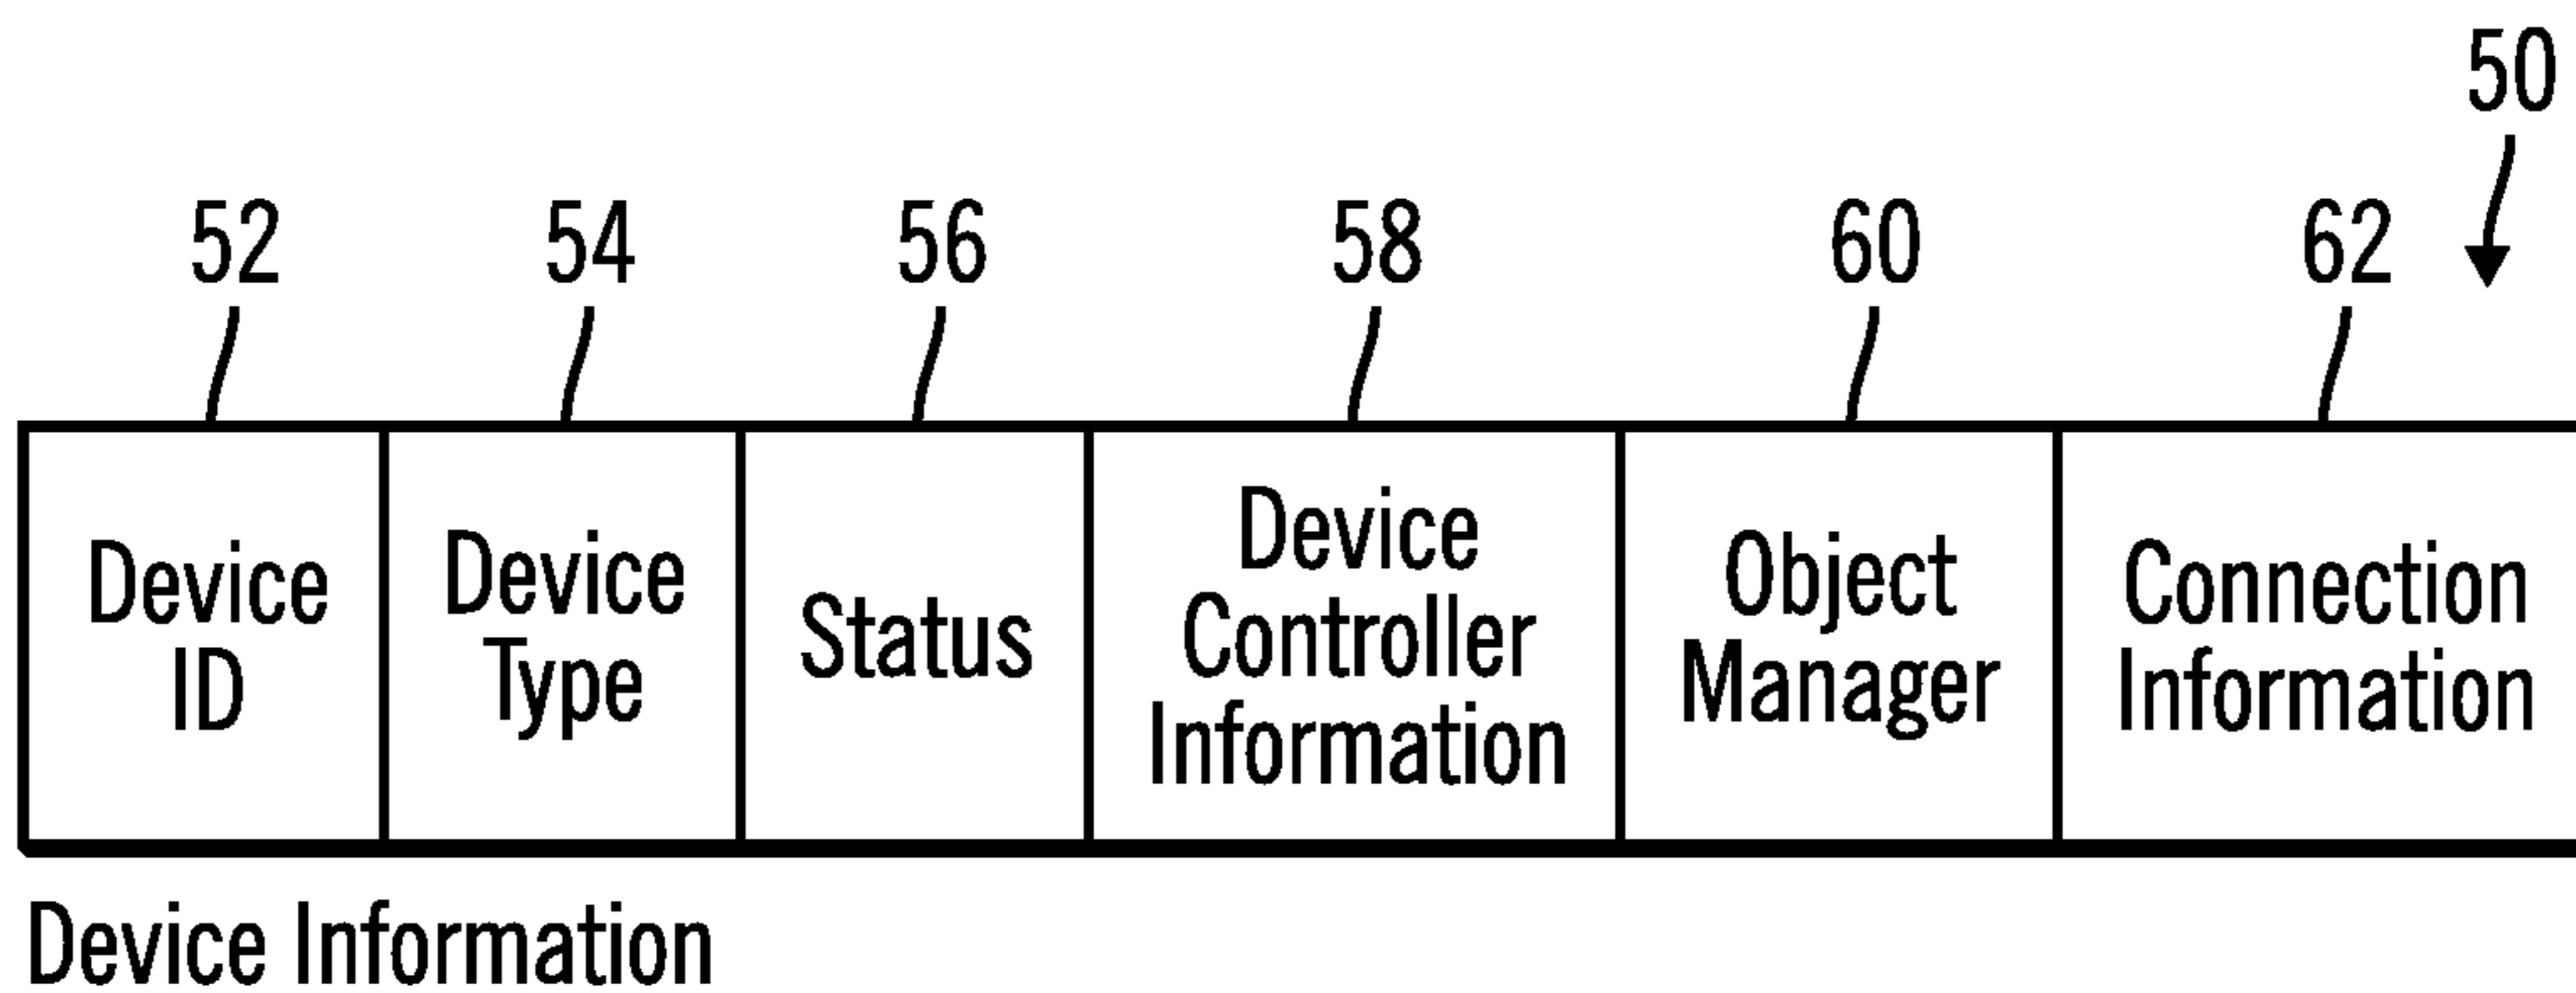 50
52 54 56 58 60 62
Device
ID
Device
Type
Status
Device
Controller
Information
Object
Manager
Connection
Information
Device Information